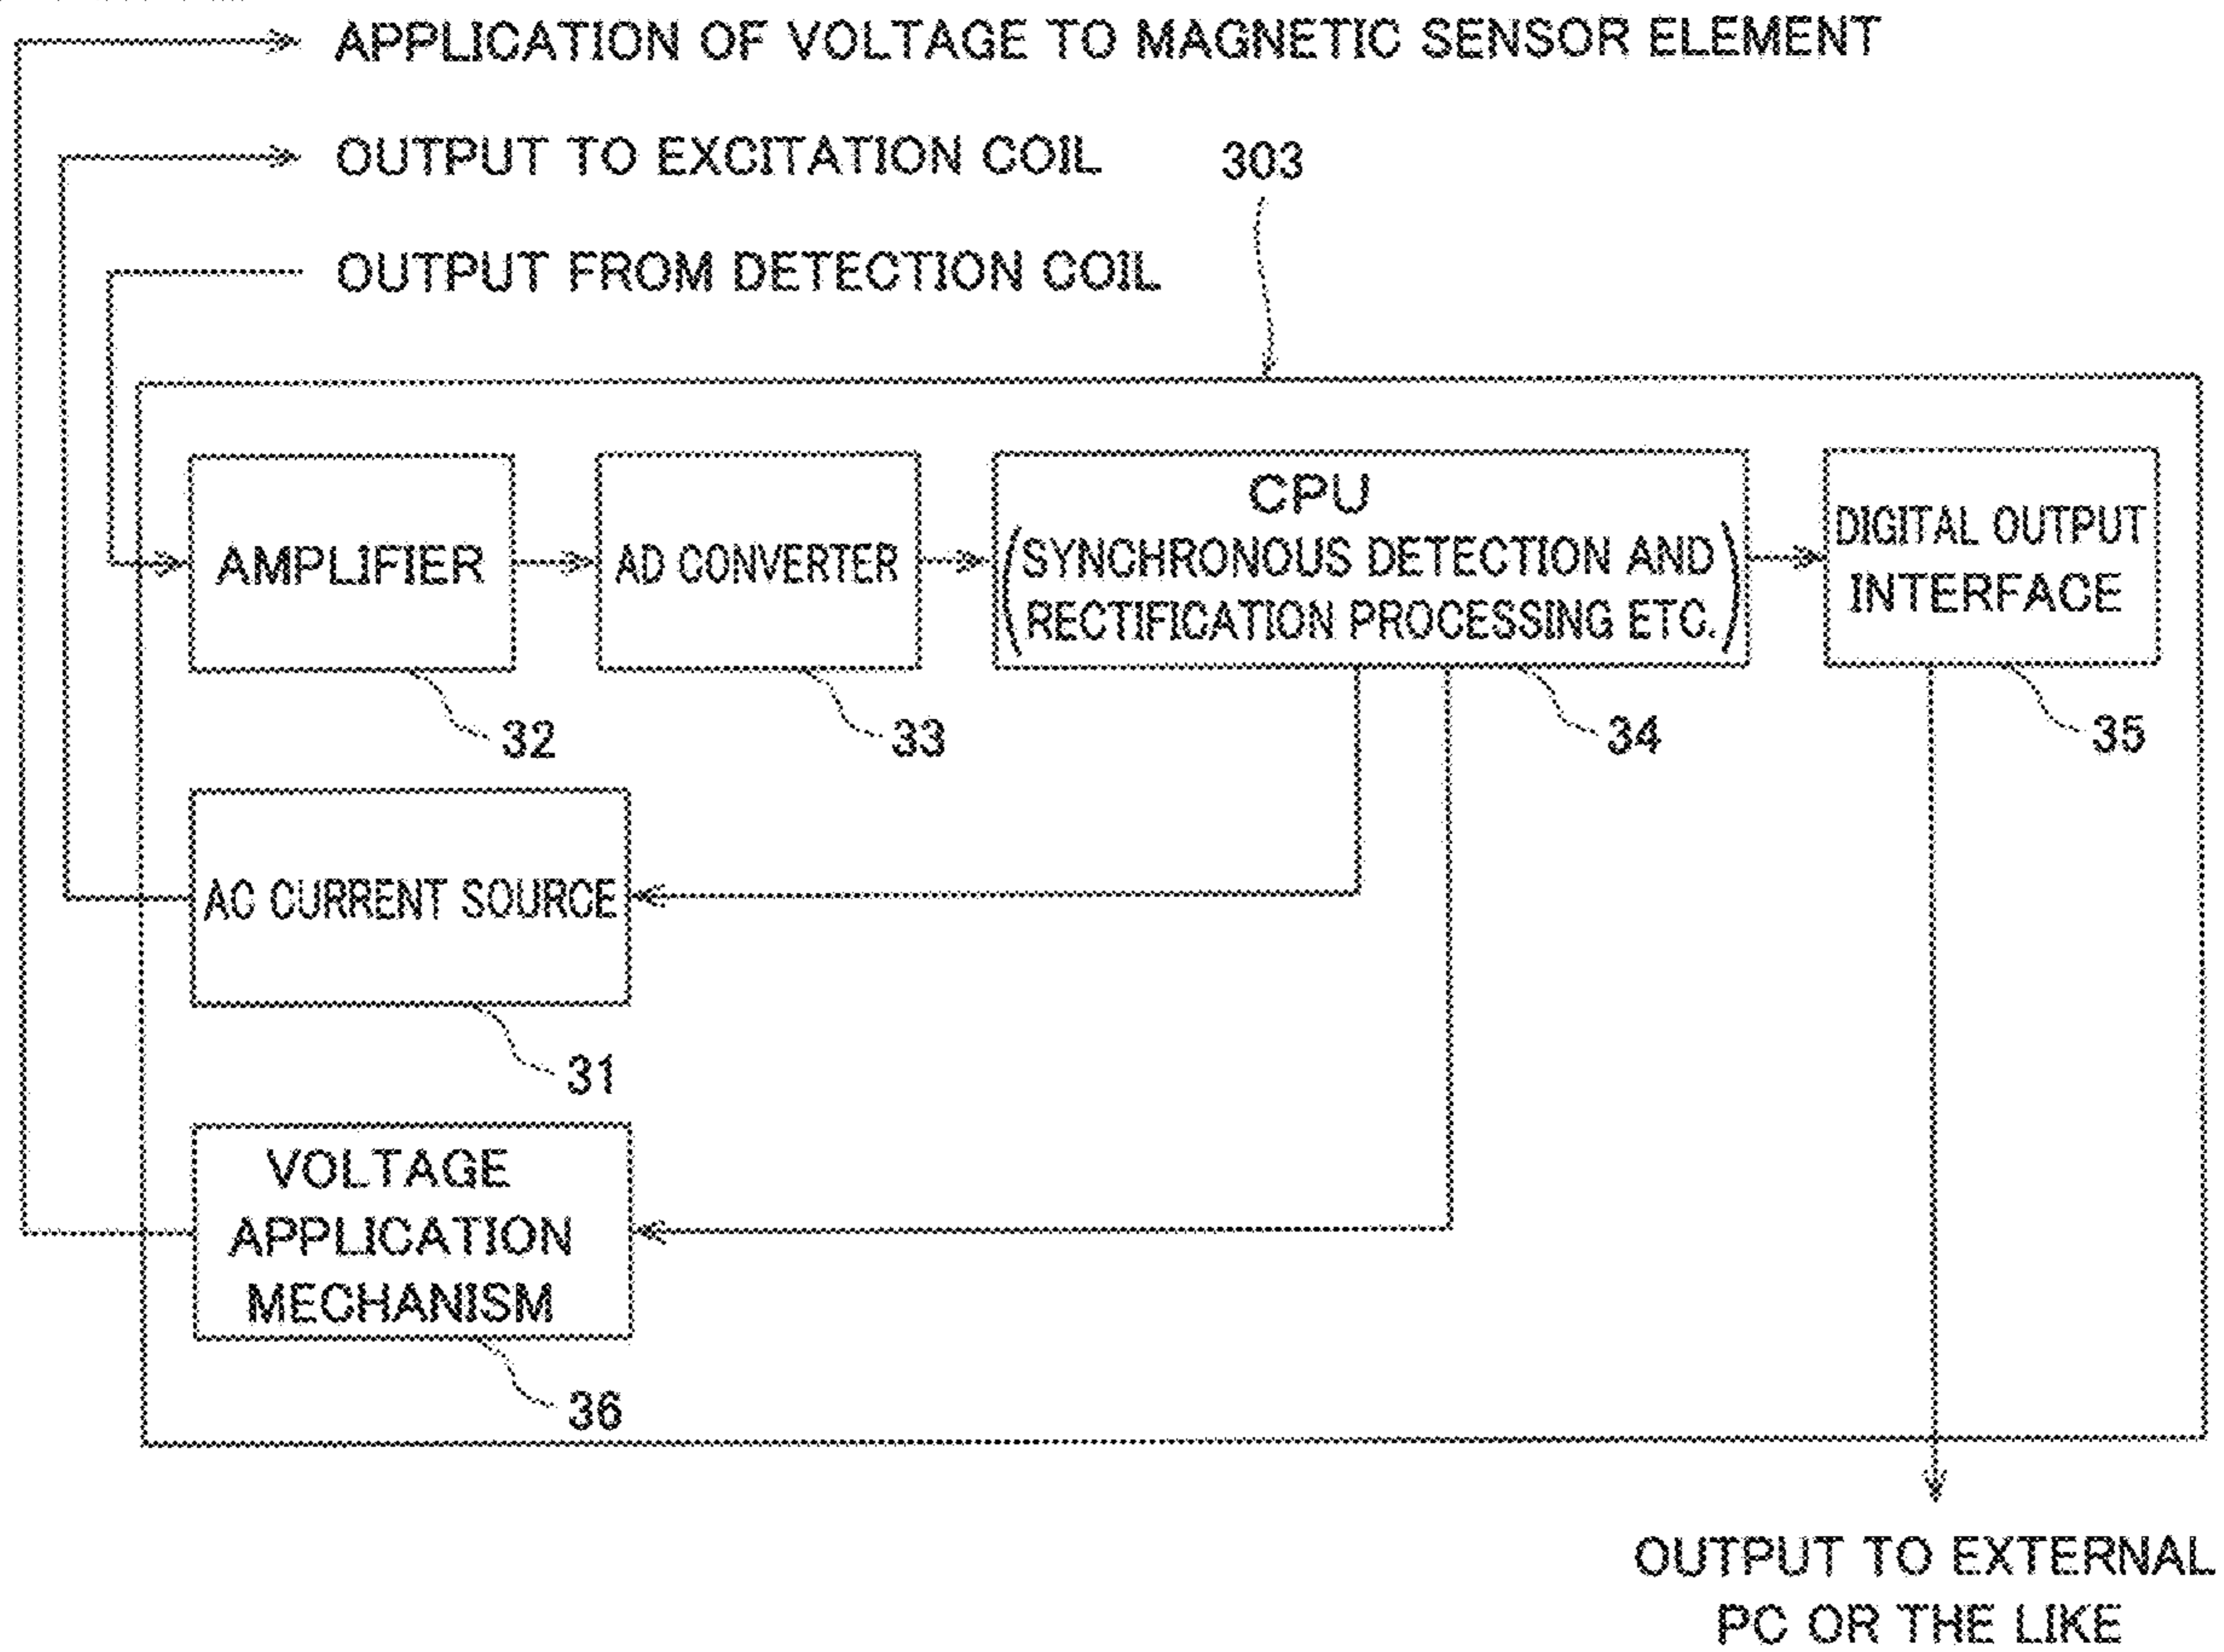 APPLICATION OF VOLTAGE TO MAGNETIC SENSOR ELEMENT
OUTPUT TO EXCITATION COIL
303
OUTPUT FROM DETECTION COIL
AMPLIFIER
AD CONVERTER
CPU
(SYNCHRONOUS DETECTION AND
RECTIFICATION PROCESSING ETC.)
DIGITAL OUTPUT
INTERFACE
32
33
34
35
AC CURRENT SOURCE
31
VOLTAGE
APPLICATION
MECHANISM
36
OUTPUT TO EXTERNAL
PC OR THE LIKE